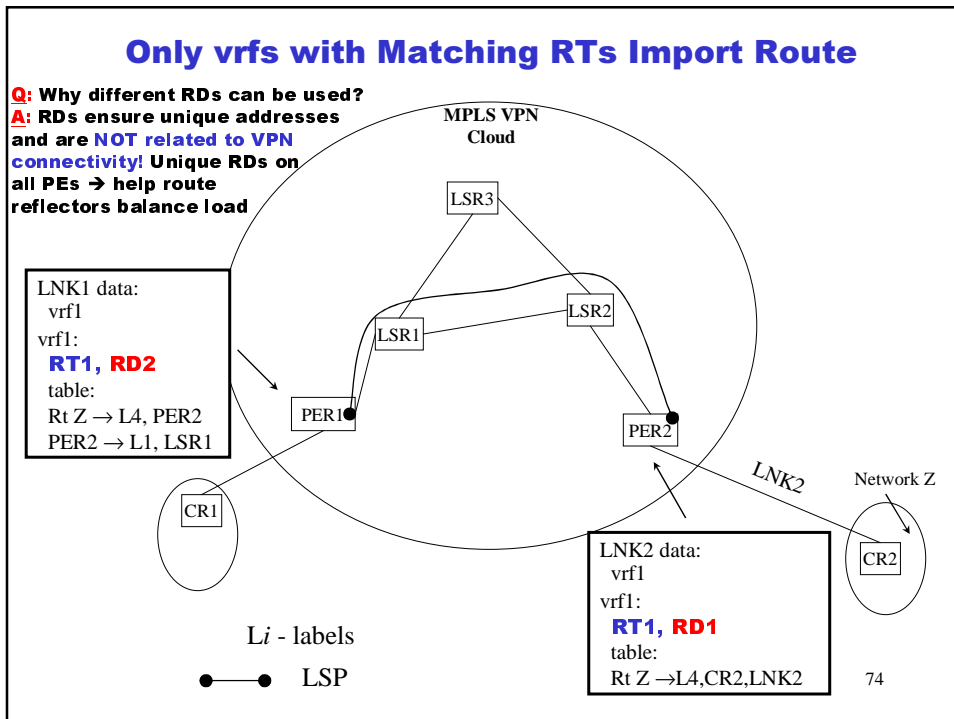 Only vrfs with Matching RTs Import Route
Q: Why different RDs can be used?
A: RDs ensure unique addresses
and are NOT related to VPN
connectivity! Unique RDs on
all PEs → help route
reflectors balance load
MPLS VPN
Cloud
LSR3
LSR2
LSR1
LNK1 data:
vrf1
vrf1:
RT1, RD2
table:
Rt Z → L4, PER2
PER2 → L1, LSR1
PER1
PER2
LNK2
Network Z
CR1
CR2
LNK2 data:
vrf1
vrf1:
RT1, RD1
table:
Rt Z →L4,CR2,LNK2
Li - labels
LSP
74